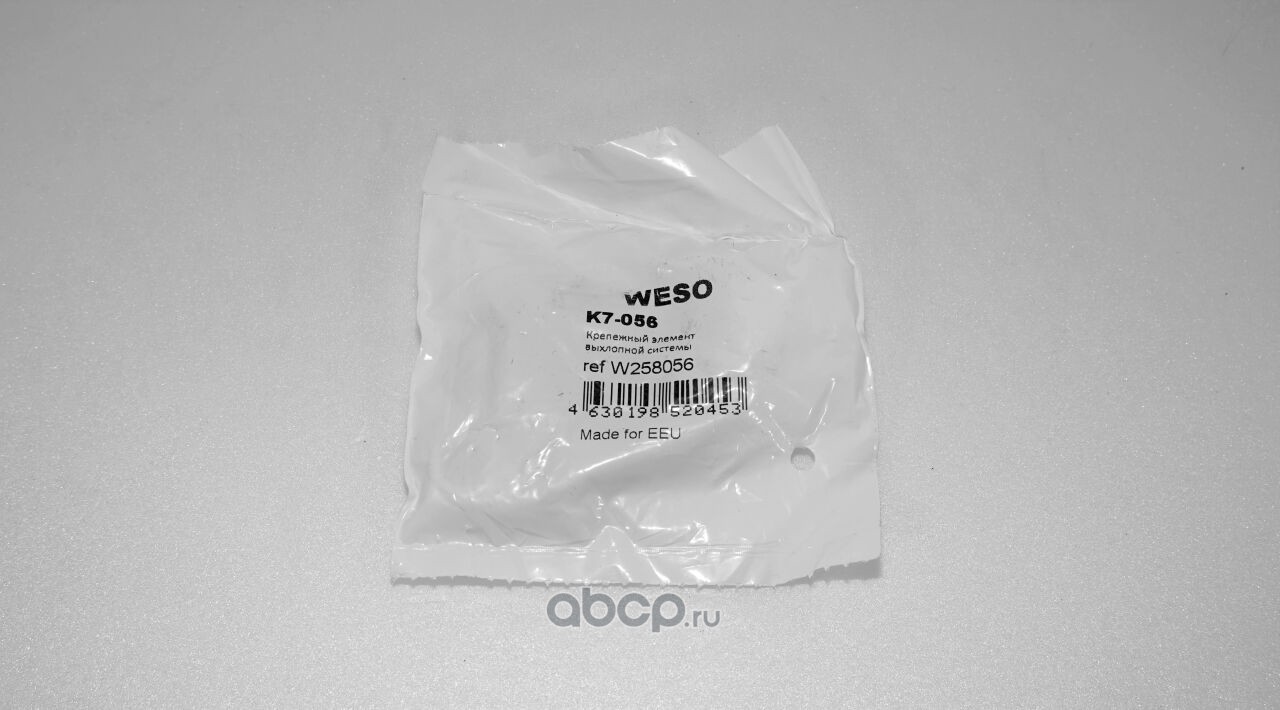 WESO
K7-056
Крепежный элемент
выхлопной системы
ref W258056
4 630198 520453
Made for EEU
abcp.ru